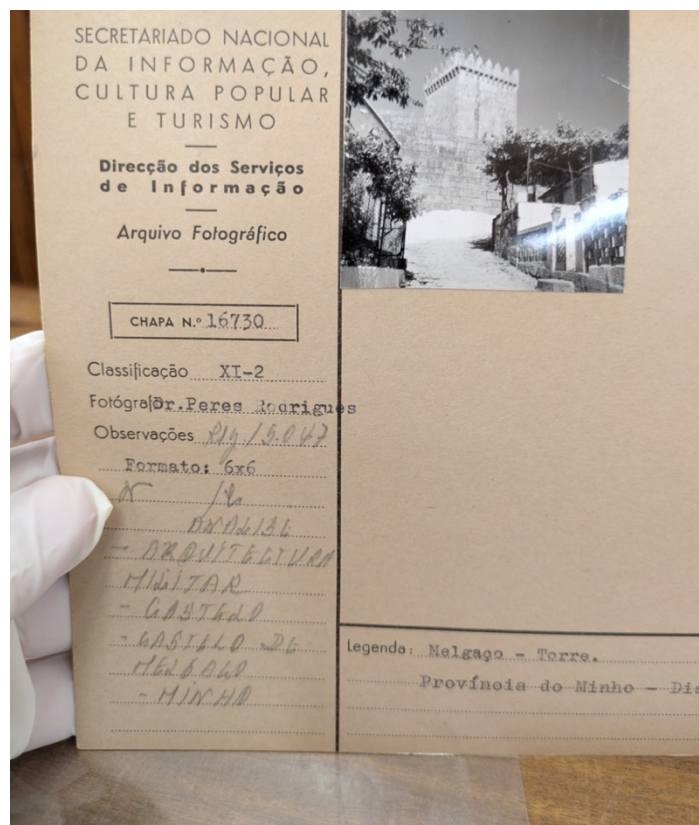 SECRETARIADO NACIONAL
DA INFORMAÇÃO,
CULTURA POPULAR
E TURISMO
Direcção dos Serviços
de Informação
Arquivo Fotográfico
CHAPA N.º 16730
Classificação XI-2
Fotógrafo Dr. Peres Rodrigues
Observações
Formato: 6x6
ANALISE
- ARQUITECTURA
MILITAR
- CASTELO
- CASTELO DE
MELGAÇO
- MINHO
Legenda: Melgaço - Torre.
Província do Minho - Dis